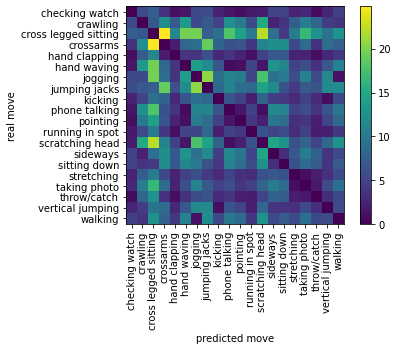 real move
checking watch
crawling
cross legged sitting
crossarms
hand clapping
hand waving
jogging
jumping jacks
kicking
phone talking
pointing
running in spot
scratching head
sideways
sitting down
stretching
taking photo
throw/catch
vertical jumping
walking
checking watch
crawling
cross legged sitting
crossarms
hand clapping
hand waving
jogging
jumping jacks
kicking
phone talking
pointing
running in spot
scratching head
sideways
sitting down
stretching
taking photo
throw/catch
vertical jumping
walking
predicted move
20
15
10
5
0